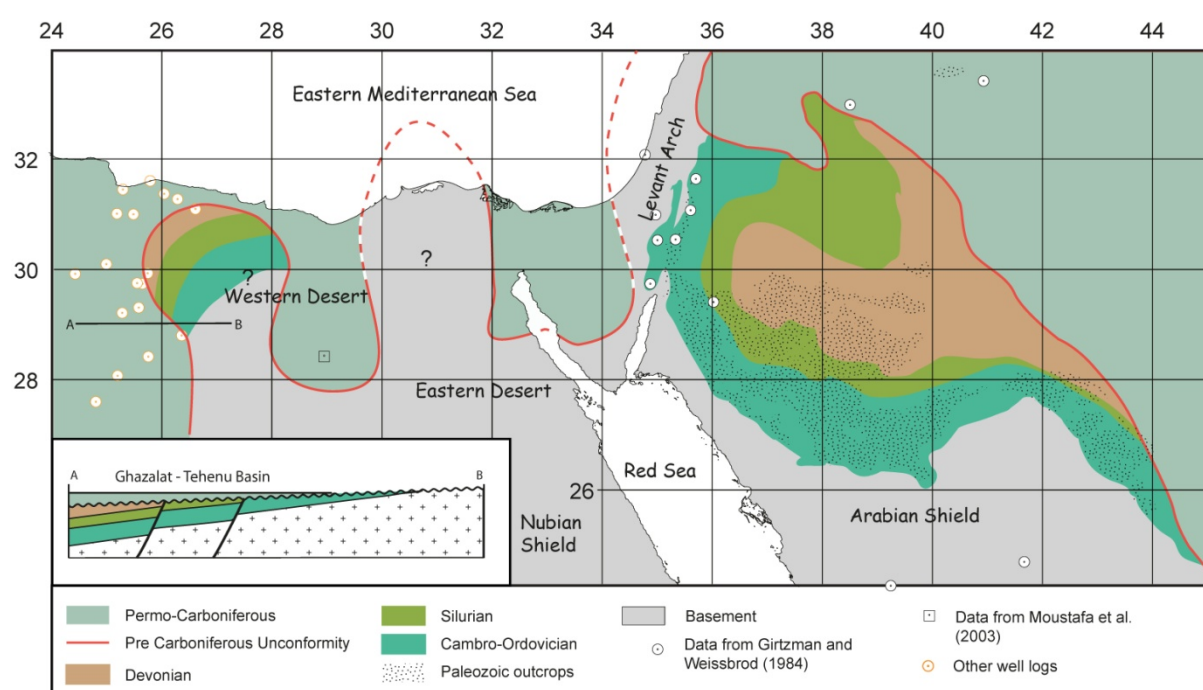 24 26 28 30 32 34 36 38 40 42 44
Eastern Mediterranean Sea
Levant Arch
32
30
?
?
Western Desert
A B
28
Eastern Desert
Red Sea
26
Nubian
Shield
Arabian Shield
A B
Ghazalat - Tehenu Basin
Permo-Carboniferous
Pre Carboniferous Unconformity
Devonian
Silurian
Cambro-Ordovician
Paleozoic outcrops
Basement
Data from Girtzman and
Weissbrod (1984)
Data from Moustafa et al.
(2003)
Other well logs